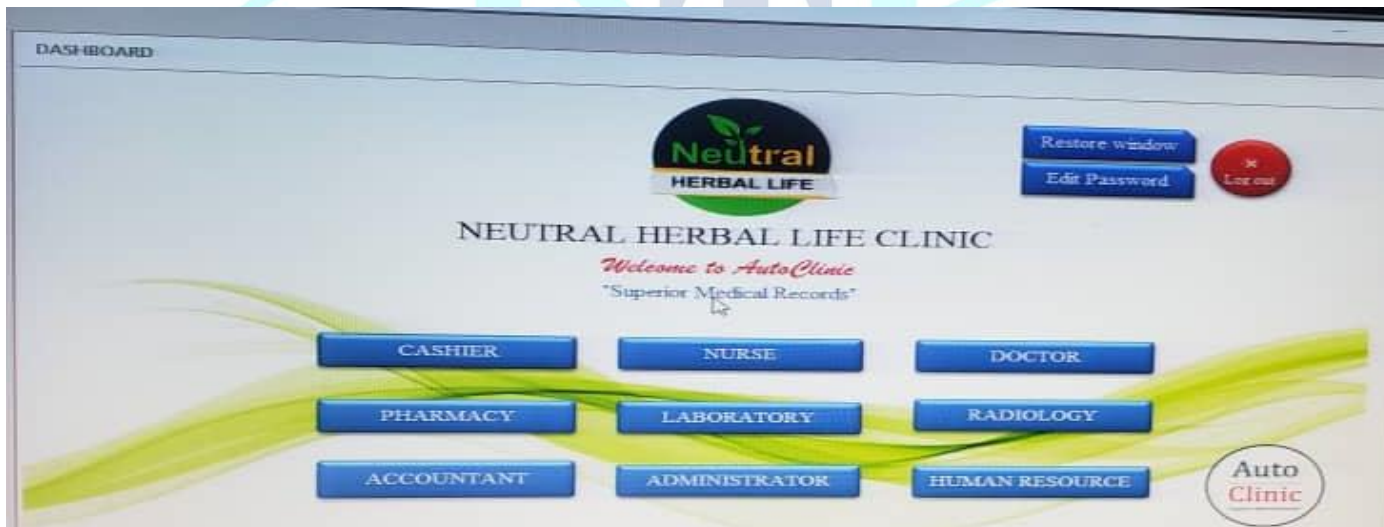 DASHBOARD
Neutral
HERBAL LIFE
Restore window
Edit Password
×
Log out
NEUTRAL HERBAL LIFE CLINIC
Welcome to AutoClinic
"Superior Medical Records"
CASHIER
NURSE
DOCTOR
PHARMACY
LABORATORY
RADIOLOGY
ACCOUNTANT
ADMINISTRATOR
HUMAN RESOURCE
Auto
Clinic